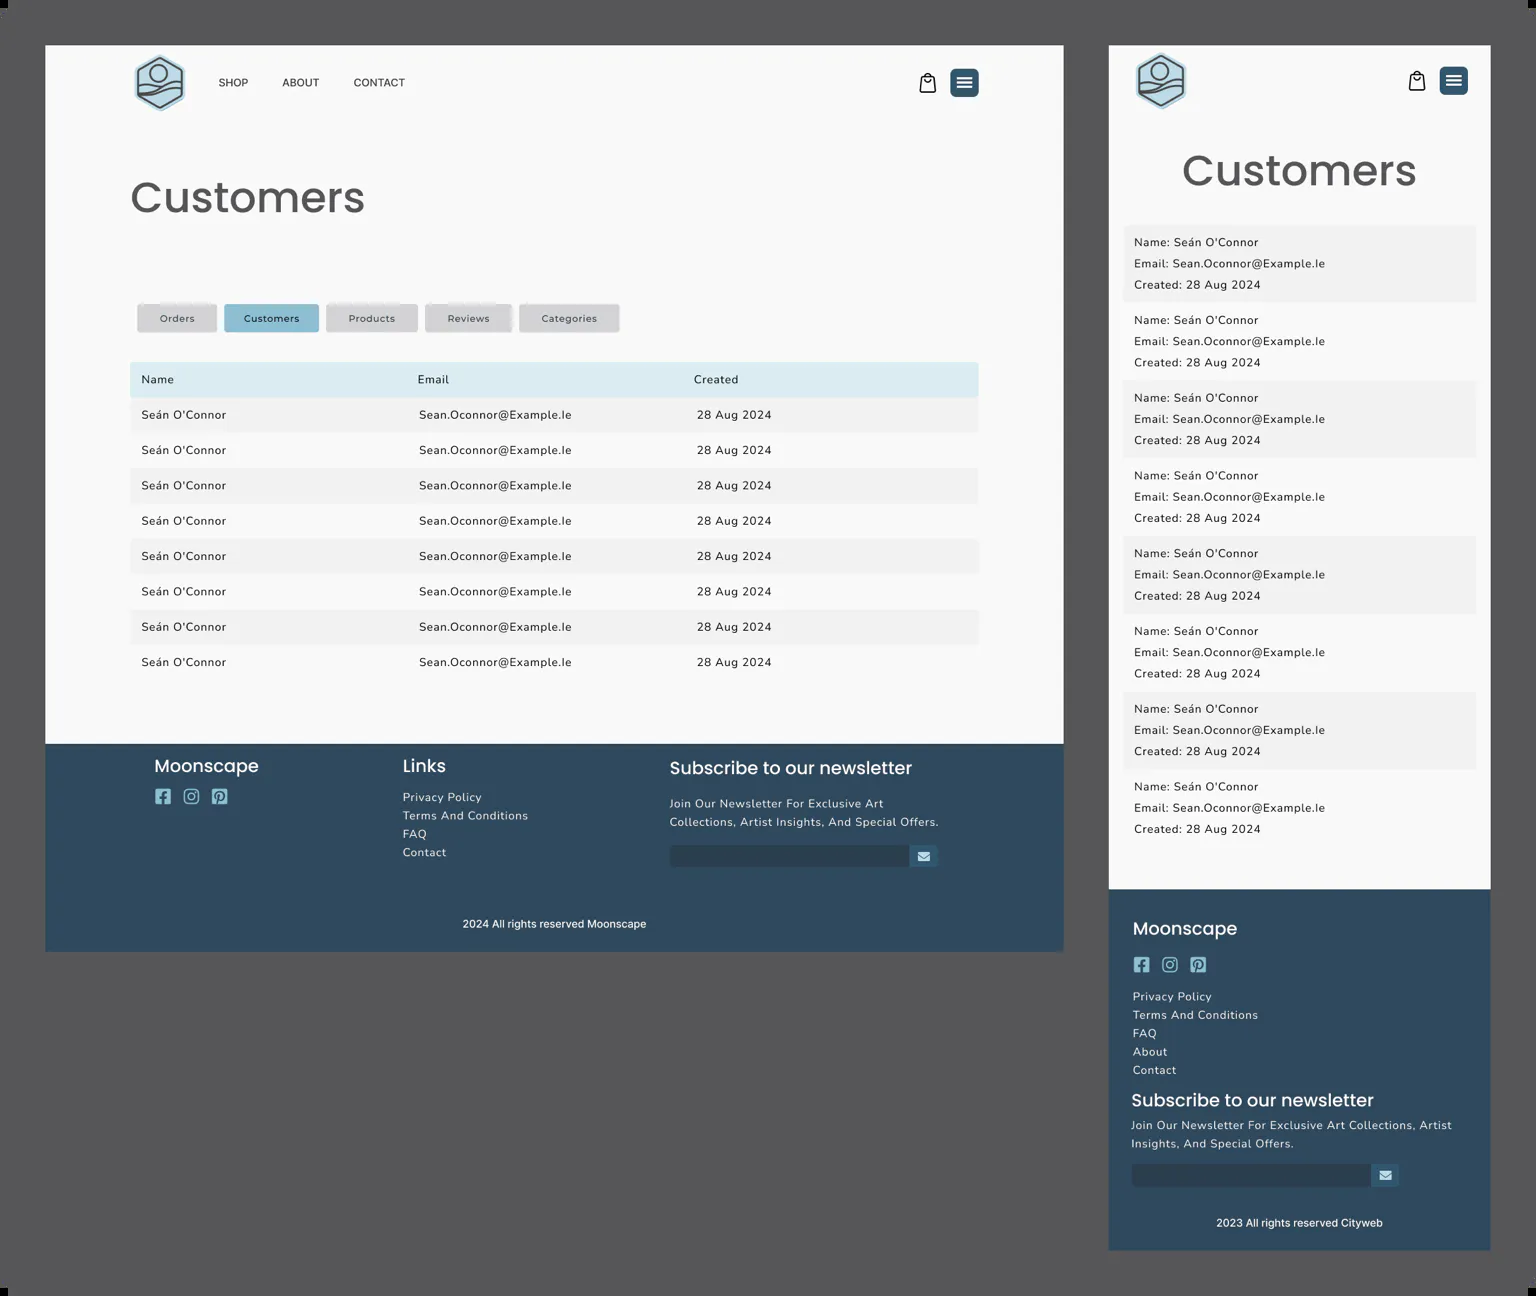 SHOP ABOUT CONTACT
Customers
Orders Customers Products Reviews Categories
Name Email Created
Seán O'Connor Sean.Oconnor@Example.Ie 28 Aug 2024
Seán O'Connor Sean.Oconnor@Example.Ie 28 Aug 2024
Seán O'Connor Sean.Oconnor@Example.Ie 28 Aug 2024
Seán O'Connor Sean.Oconnor@Example.Ie 28 Aug 2024
Seán O'Connor Sean.Oconnor@Example.Ie 28 Aug 2024
Seán O'Connor Sean.Oconnor@Example.Ie 28 Aug 2024
Seán O'Connor Sean.Oconnor@Example.Ie 28 Aug 2024
Seán O'Connor Sean.Oconnor@Example.Ie 28 Aug 2024
Moonscape
Links
Privacy Policy
Terms And Conditions
FAQ
Contact
Subscribe to our newsletter
Join Our Newsletter For Exclusive Art
Collections, Artist Insights, And Special Offers.
2024 All rights reserved Moonscape
Customers
Name: Seán O'Connor
Email: Sean.Oconnor@Example.Ie
Created: 28 Aug 2024
Name: Seán O'Connor
Email: Sean.Oconnor@Example.Ie
Created: 28 Aug 2024
Name: Seán O'Connor
Email: Sean.Oconnor@Example.Ie
Created: 28 Aug 2024
Name: Seán O'Connor
Email: Sean.Oconnor@Example.Ie
Created: 28 Aug 2024
Name: Seán O'Connor
Email: Sean.Oconnor@Example.Ie
Created: 28 Aug 2024
Name: Seán O'Connor
Email: Sean.Oconnor@Example.Ie
Created: 28 Aug 2024
Name: Seán O'Connor
Email: Sean.Oconnor@Example.Ie
Created: 28 Aug 2024
Name: Seán O'Connor
Email: Sean.Oconnor@Example.Ie
Created: 28 Aug 2024
Moonscape
Privacy Policy
Terms And Conditions
FAQ
About
Contact
Subscribe to our newsletter
Join Our Newsletter For Exclusive Art Collections, Artist
Insights, And Special Offers.
2023 All rights reserved Cityweb